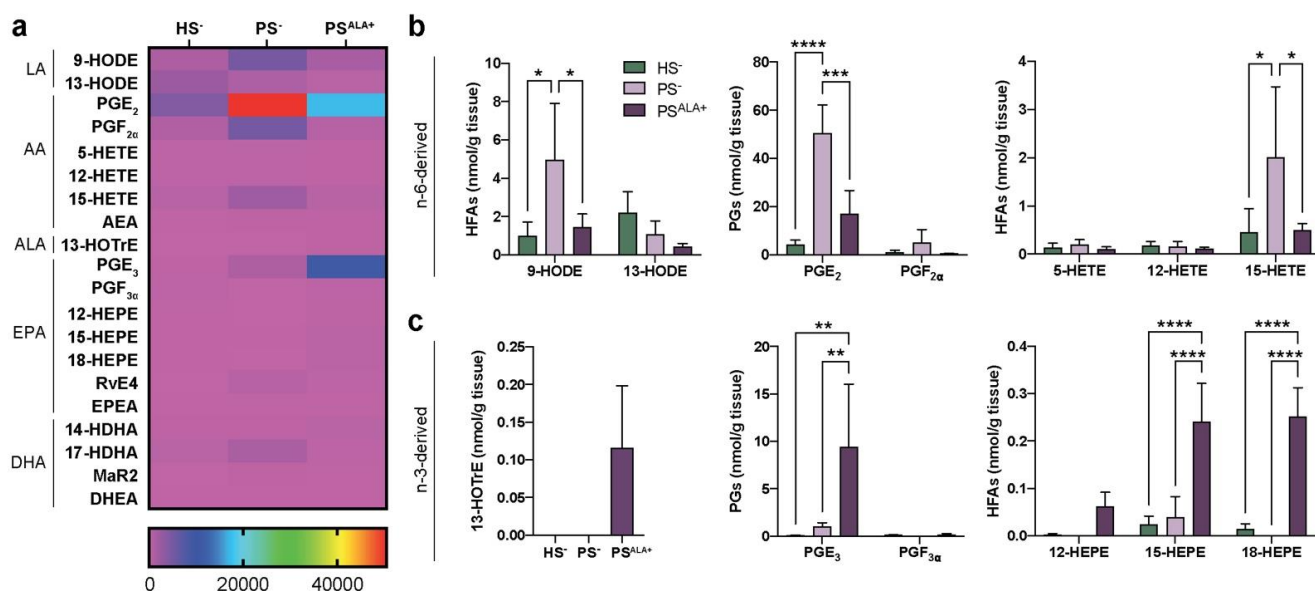 a
HS- PS- PSALA+
LA
9-HODE
13-HODE
AA
PGE2
PGF2α
5-HETE
12-HETE
15-HETE
AEA
ALA
13-HOTrE
EPA
PGE3
PGF3α
12-HEPE
15-HEPE
18-HEPE
RvE4
EPEA
DHA
14-HDHA
17-HDHA
MaR2
DHEA
0 20000 40000
b
n-6-derived
HFAs (nmol/g tissue)
8
6
4
2
0
* *
9-HODE 13-HODE
HS-
PS-
PSALA+
PGs (nmol/g tissue)
80
60
40
20
0
****
***
PGE2 PGF2α
HFAs (nmol/g tissue)
4
3
2
1
0
* *
5-HETE 12-HETE 15-HETE
c
n-3-derived
13-HOTrE (nmol/g tissue)
0.25
0.20
0.15
0.10
0.05
0.00
HS- PS- PSALA+
PGs (nmol/g tissue)
20
15
10
5
0
**
**
PGE3 PGF3α
HFAs (nmol/g tissue)
0.4
0.3
0.2
0.1
0.0
**** ****
**** ****
12-HEPE 15-HEPE 18-HEPE